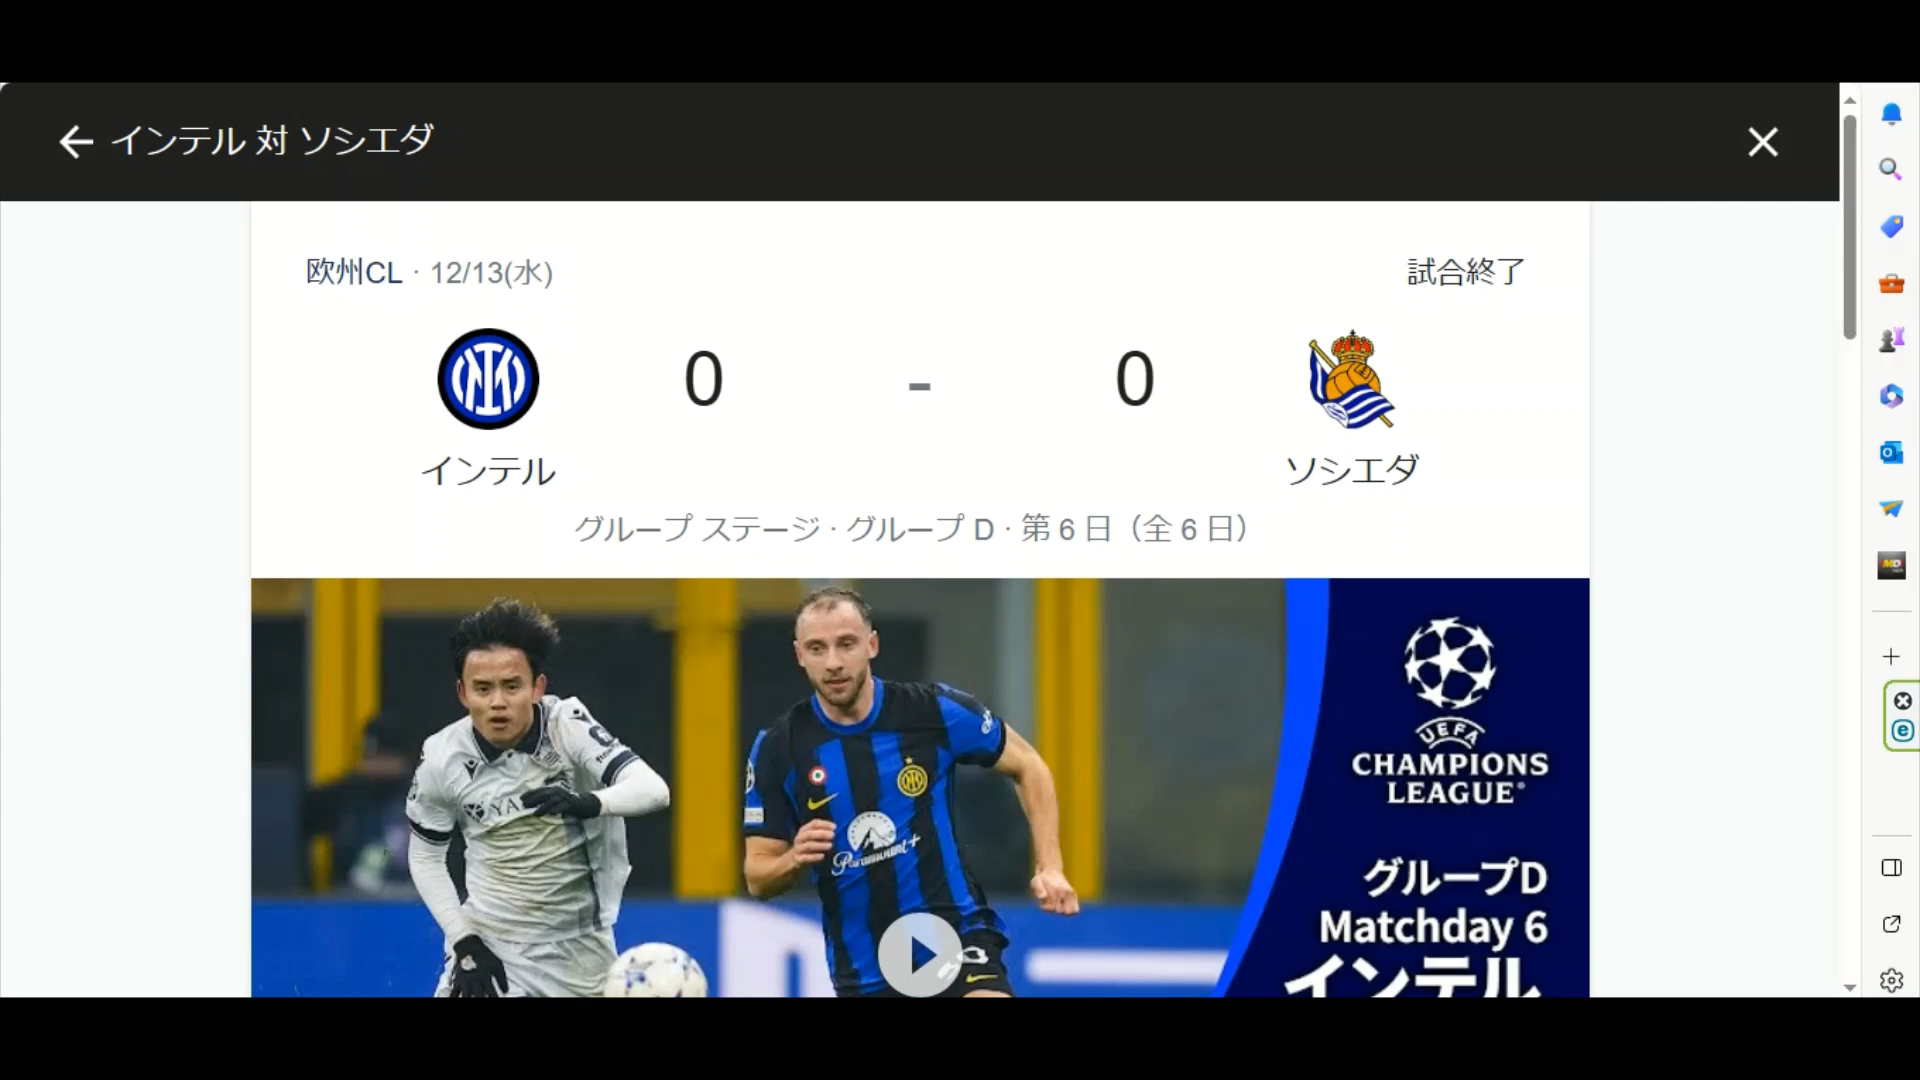 インテル 対 ソシエダ
欧州CL · 12/13(水)
試合終了
0 - 0
インテル
ソシエダ
グループ ステージ · グループ D · 第 6 日（全 6 日）
UEFA
CHAMPIONS
LEAGUE
グループD
Matchday 6
インテル
Paramount+